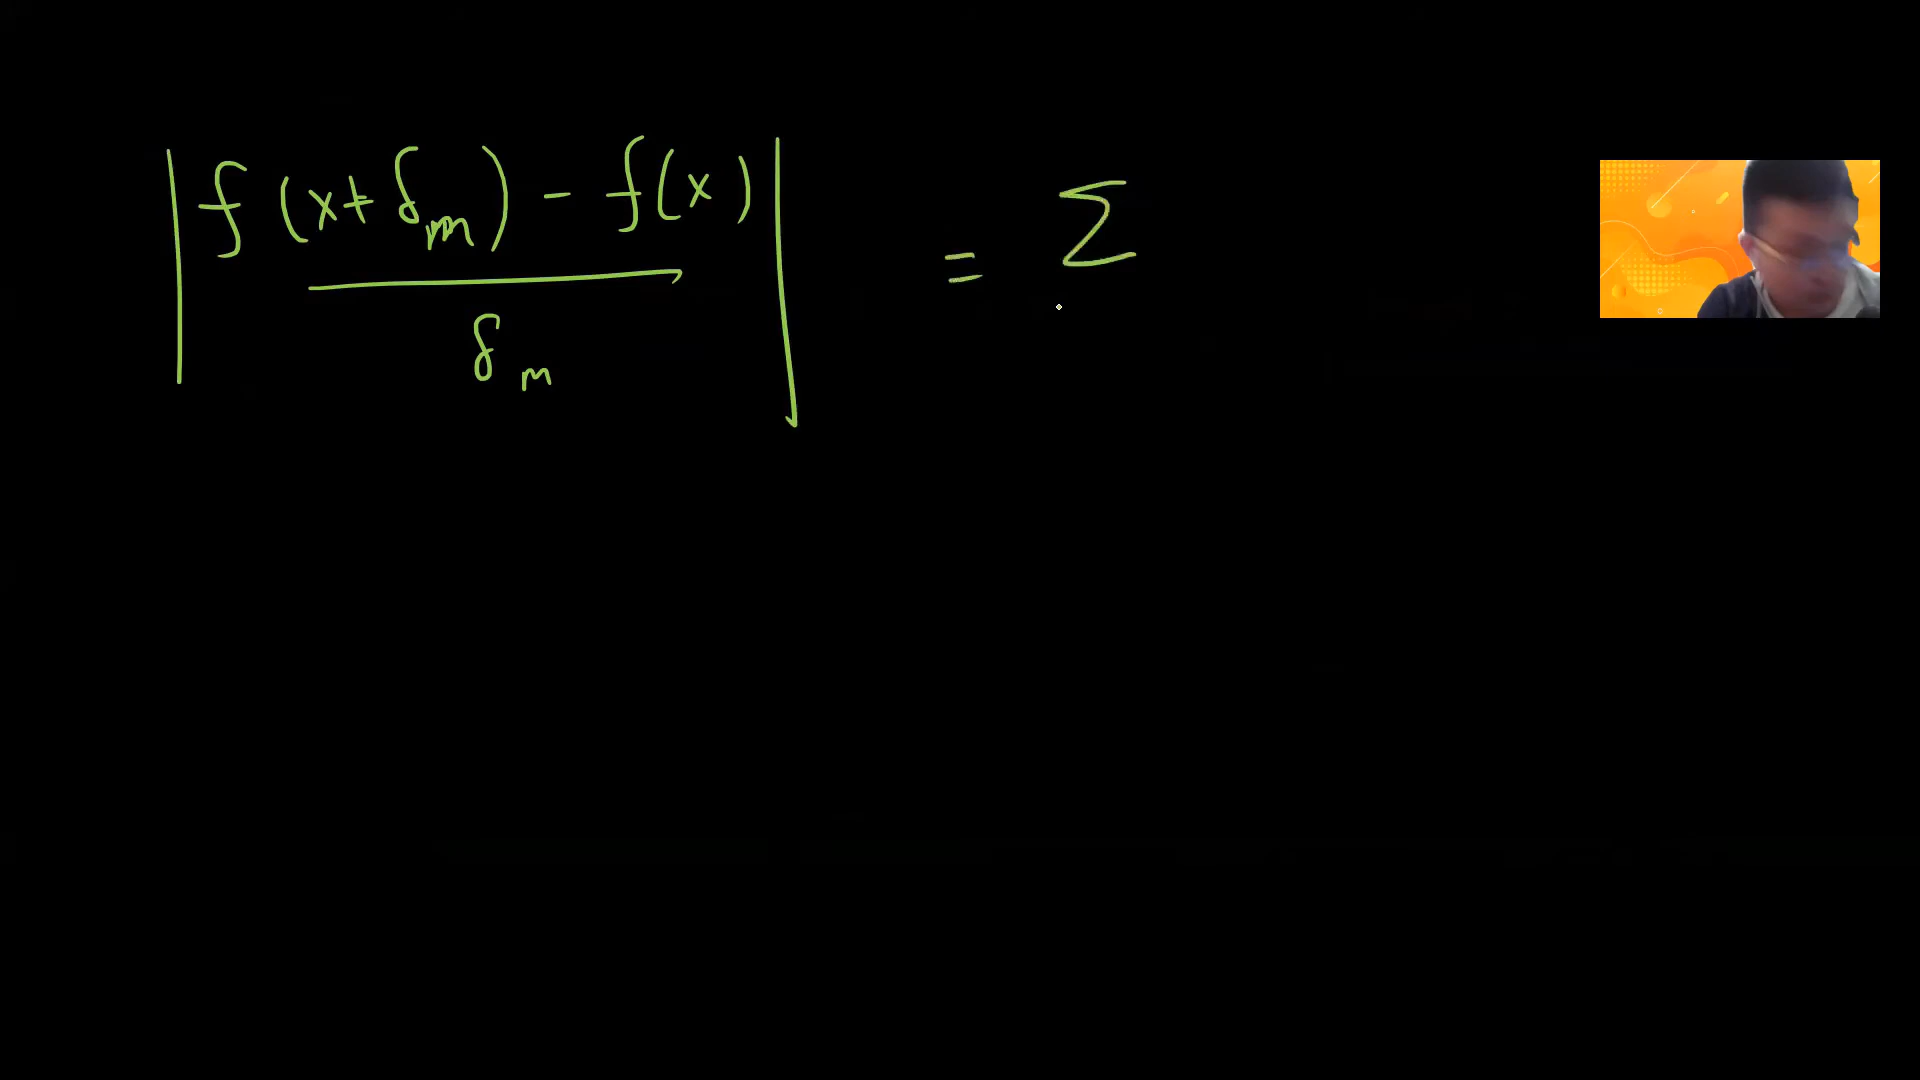 | f(x+δₘ) - f(x) | = Σ
δₘ